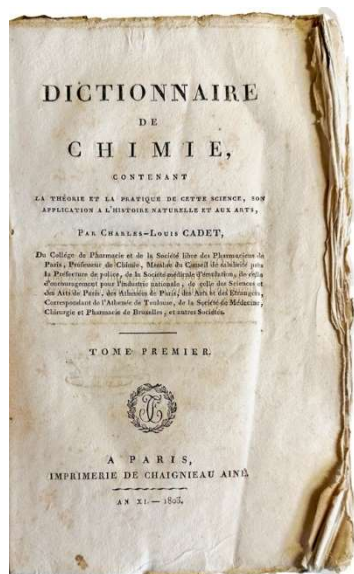 DICTIONNAIRE
DE
CHIMIE,
CONTENANT
LA THÉORIE ET LA PRATIQUE DE CETTE SCIENCE, SON
APPLICATION A L'HISTOIRE NATURELLE ET AUX ARTS,
PAR CHARLES-LOUIS CADET,
Du Collége de Pharmacie et de la Société libre des Pharmaciens de
Paris, Professeur de Chimie, Membre du Conseil de salubrité près
la Préfecture de police, de la Société médicale d'émulation, de celle
d'encouragement pour l'industrie nationale, de celle des Sciences et
des Arts de Paris, des Athénées de Paris, des Arts et des Étrangers,
Correspondant de l'Athénée de Toulouse, de la Société de Médecine,
Chirurgie et Pharmacie de Bruxelles, et autres Sociétés.
TOME PREMIER.
A PARIS,
IMPRIMERIE DE CHAIGNIEAU AINÉ.
AN XI. — 1803.